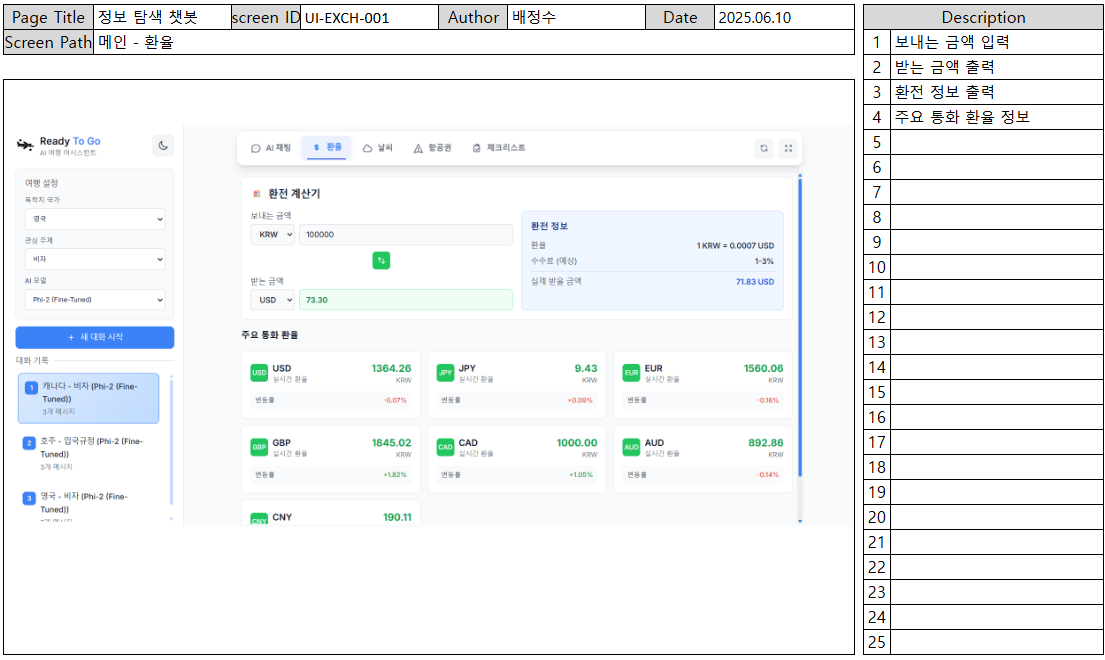 Page Title 정보 탐색 챗봇 screen ID UI-EXCH-001 Author 배정수 Date 2025.06.10
Screen Path 메인 - 환율
Description
1 보내는 금액 입력
2 받는 금액 출력
3 환전 정보 출력
4 주요 통화 환율 정보
5
6
7
8
9
10
11
12
13
14
15
16
17
18
19
20
21
22
23
24
25
Ready To Go
AI 여행 어시스턴트
여행 설정
목적지 국가
영국
관심 주제
비자
AI 모델
Phi-2 (Fine-Tuned)
+ 새 대화 시작
대화 기록
1 캐나다 - 비자 (Phi-2 (Fine-
Tuned))
3개 메시지
2 호주 - 입국규정 (Phi-2 (Fine-
Tuned))
3개 메시지
3 영국 - 비자 (Phi-2 (Fine-
Tuned))
AI 채팅 $ 환율 날씨 항공권 체크리스트
환전 계산기
보내는 금액
KRW 100000
받는 금액
USD 73.30
환전 정보
환율 1 KRW = 0.0007 USD
수수료 (예상) 1-3%
실제 받을 금액 71.83 USD
주요 통화 환율
USD USD 1364.26
실시간 환율 KRW
변동률 -0.07%
JPY JPY 9.43
실시간 환율 KRW
변동률 +0.09%
EUR EUR 1560.06
실시간 환율 KRW
변동률 -0.16%
GBP GBP 1845.02
실시간 환율 KRW
변동률 +1.82%
CAD CAD 1000.00
실시간 환율 KRW
변동률 +1.05%
AUD AUD 892.86
실시간 환율 KRW
변동률 -0.14%
CNY CNY 190.11